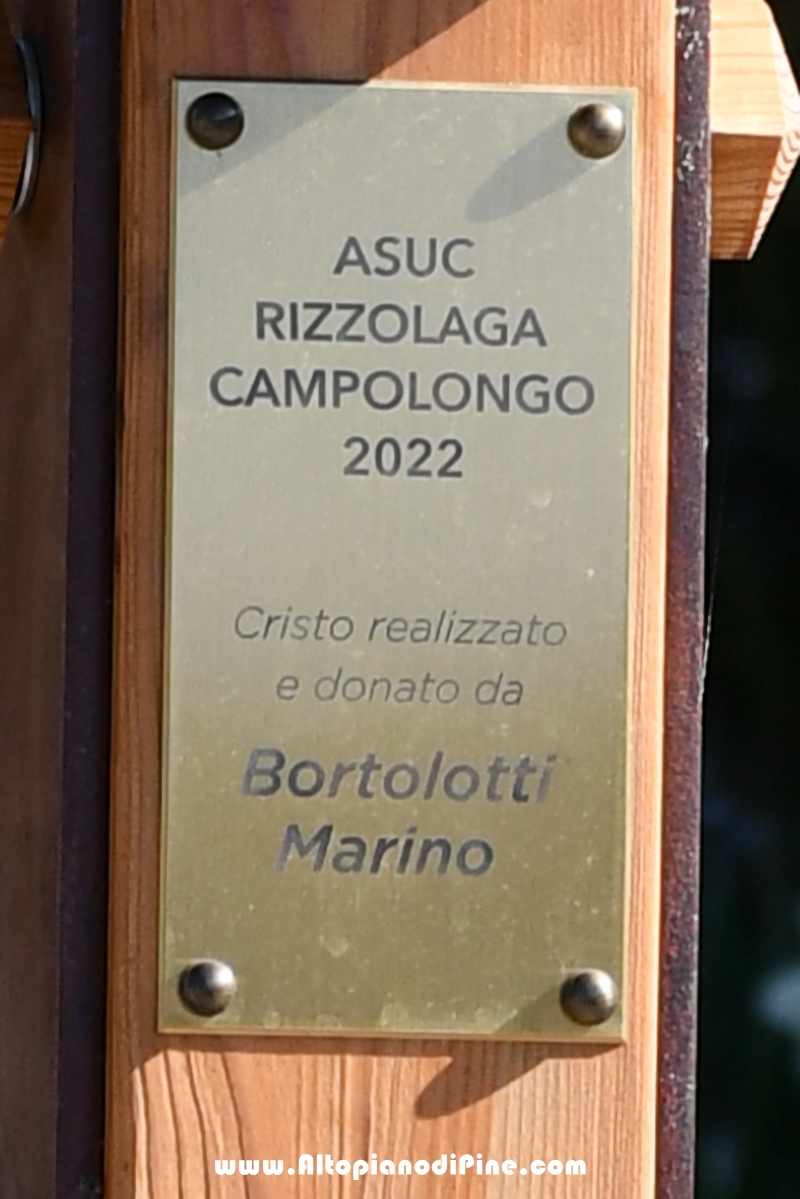 ASUC
RIZZOLAGA
CAMPOLONGO
2022
Cristo realizzato
e donato da
Bortolotti
Marino
www.AltopianodiPine.com